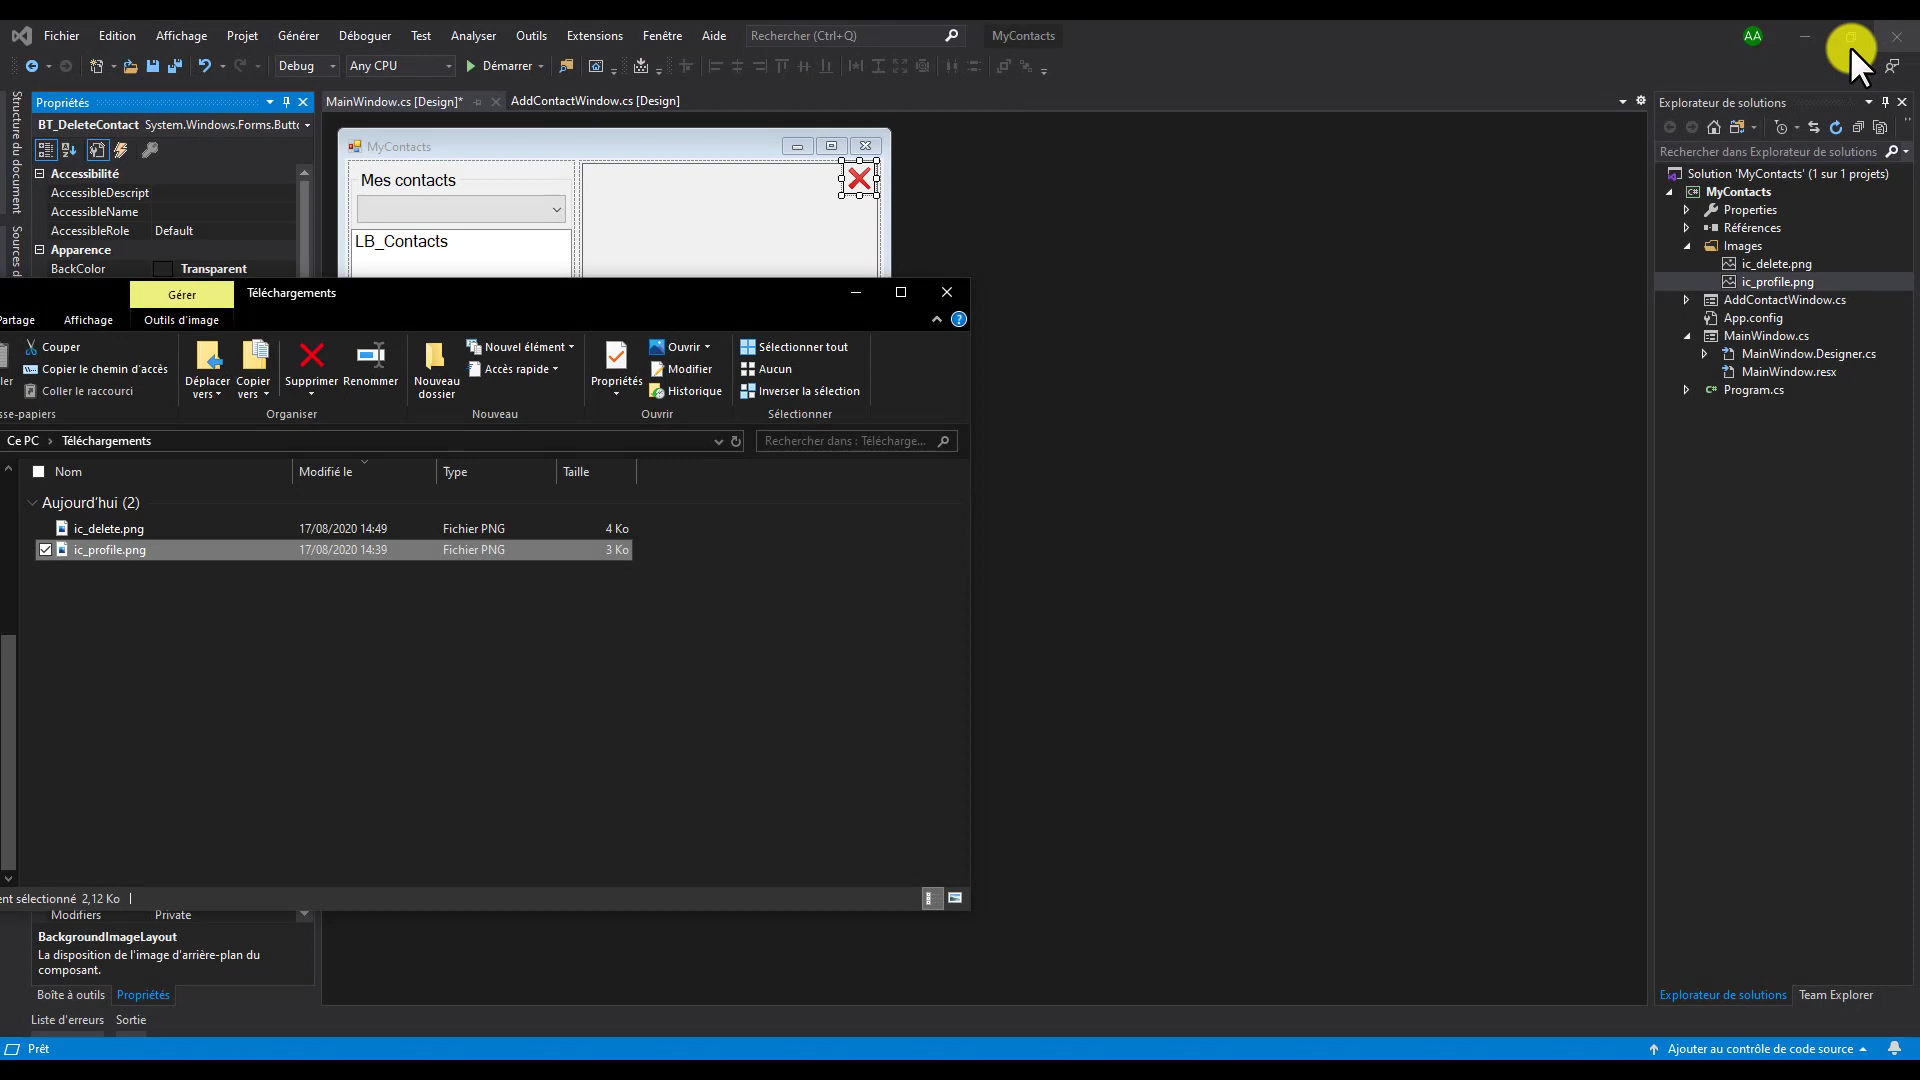 Fichier Edition Affichage Projet Générer Déboguer Test Analyser Outils Extensions Fenêtre Aide Rechercher (Ctrl+Q) MyContacts AA
Debug Any CPU Démarrer
Structure du document
Sources d
Propriétés
BT_DeleteContact System.Windows.Forms.Butt
Accessibilité
AccessibleDescript
AccessibleName
AccessibleRole Default
Apparence
BackColor Transparent
MainWindow.cs [Design]* AddContactWindow.cs [Design]
MyContacts
Mes contacts
LB_Contacts
Gérer Téléchargements
Partage Affichage Outils d'image
Couper
Copier le chemin d'accès
Coller le raccourci
sse-papiers
Déplacer vers
Copier vers
Supprimer
Renommer
Organiser
Nouveau dossier
Nouvel élément
Accès rapide
Nouveau
Propriétés
Ouvrir
Modifier
Historique
Ouvrir
Sélectionner tout
Aucun
Inverser la sélection
Sélectionner
Ce PC > Téléchargements Rechercher dans : Télécharge...
Nom Modifié le Type Taille
Aujourd'hui (2)
ic_delete.png 17/08/2020 14:49 Fichier PNG 4 Ko
ic_profile.png 17/08/2020 14:39 Fichier PNG 3 Ko
ent sélectionné 2,12 Ko
Modifiers Private
BackgroundImageLayout
La disposition de l'image d'arrière-plan du
composant.
Boîte à outils Propriétés
Liste d'erreurs Sortie
Prêt
Explorateur de solutions
Rechercher dans Explorateur de solutions
Solution 'MyContacts' (1 sur 1 projets)
MyContacts
Properties
Références
Images
ic_delete.png
ic_profile.png
AddContactWindow.cs
App.config
MainWindow.cs
MainWindow.Designer.cs
MainWindow.resx
Program.cs
Explorateur de solutions Team Explorer
Ajouter au contrôle de code source